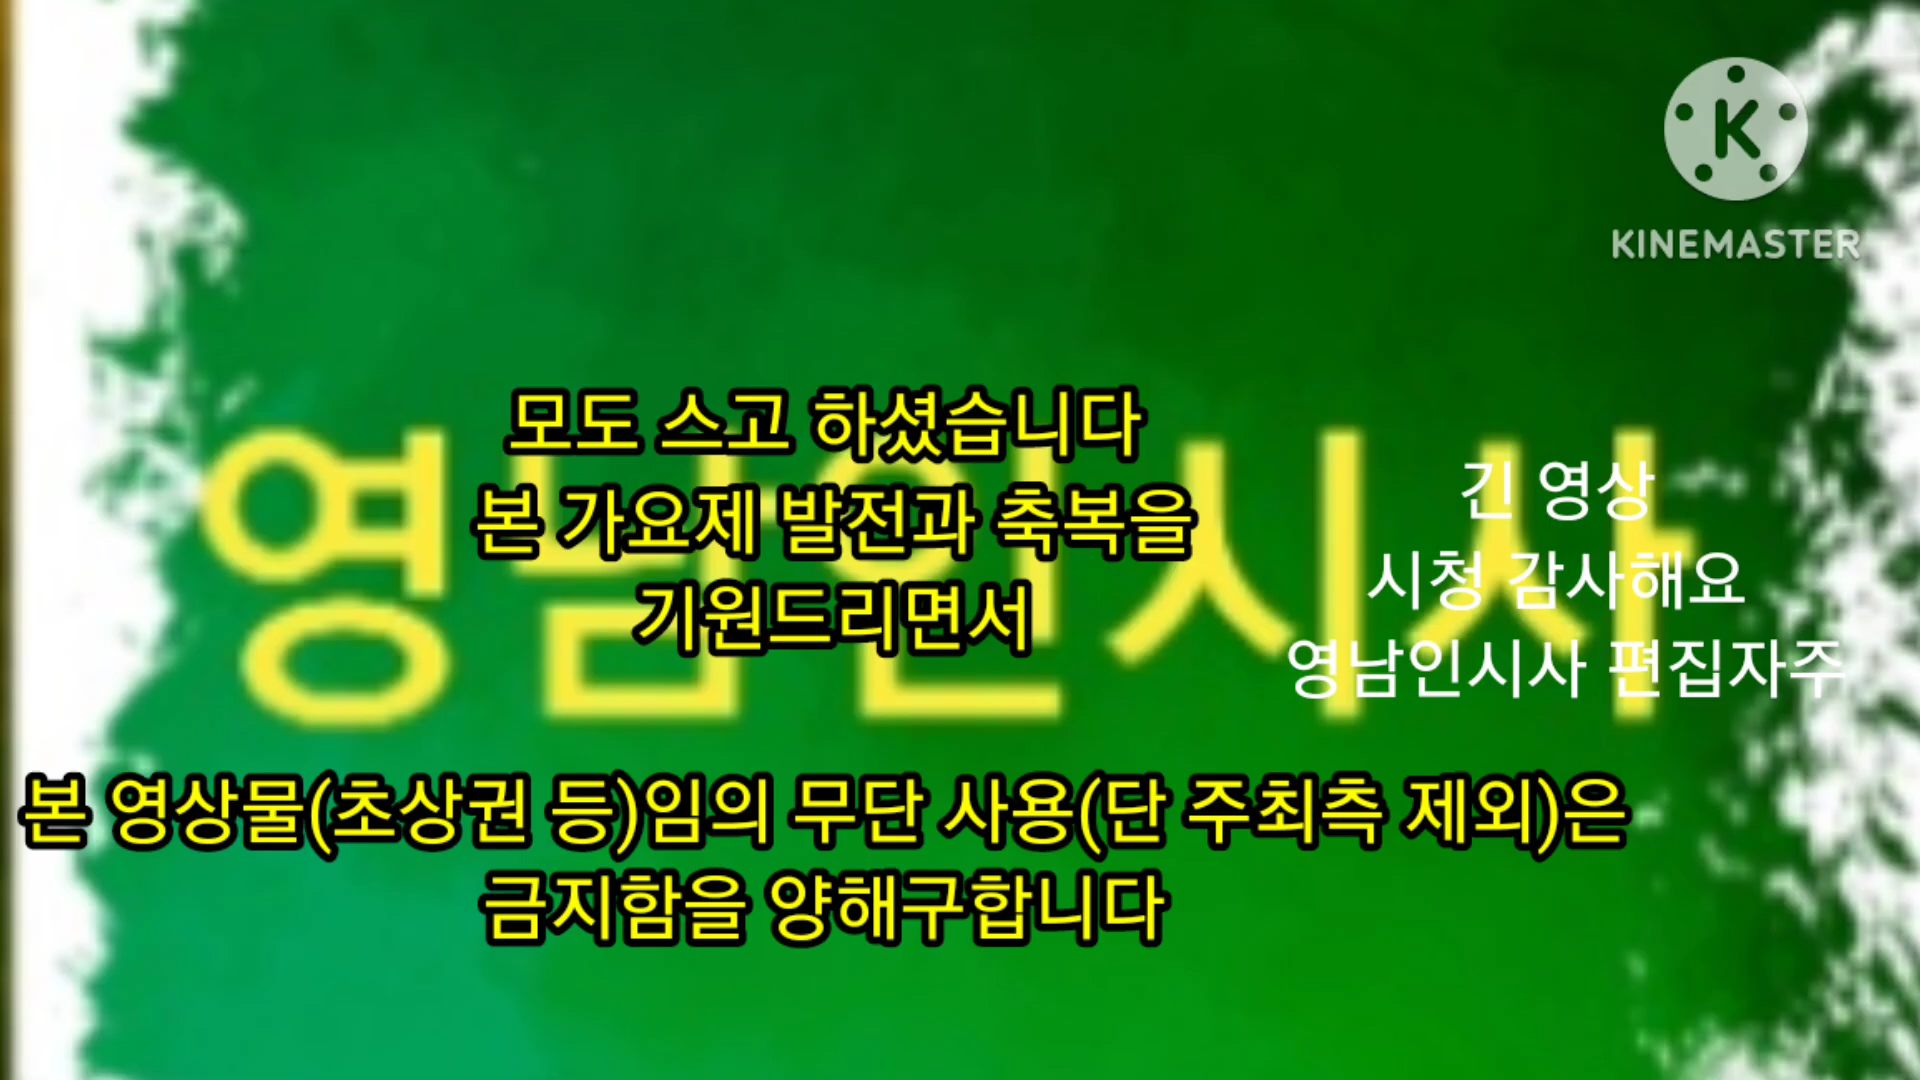 KINEMASTER
영남인시사
모도 스고 하셨습니다
본 가요제 발전과 축복을
기원드리면서
긴 영상
시청 감사해요
영남인시사 편집자주
본 영상물(초상권 등)임의 무단 사용(단 주최측 제외)은
금지함을 양해구합니다